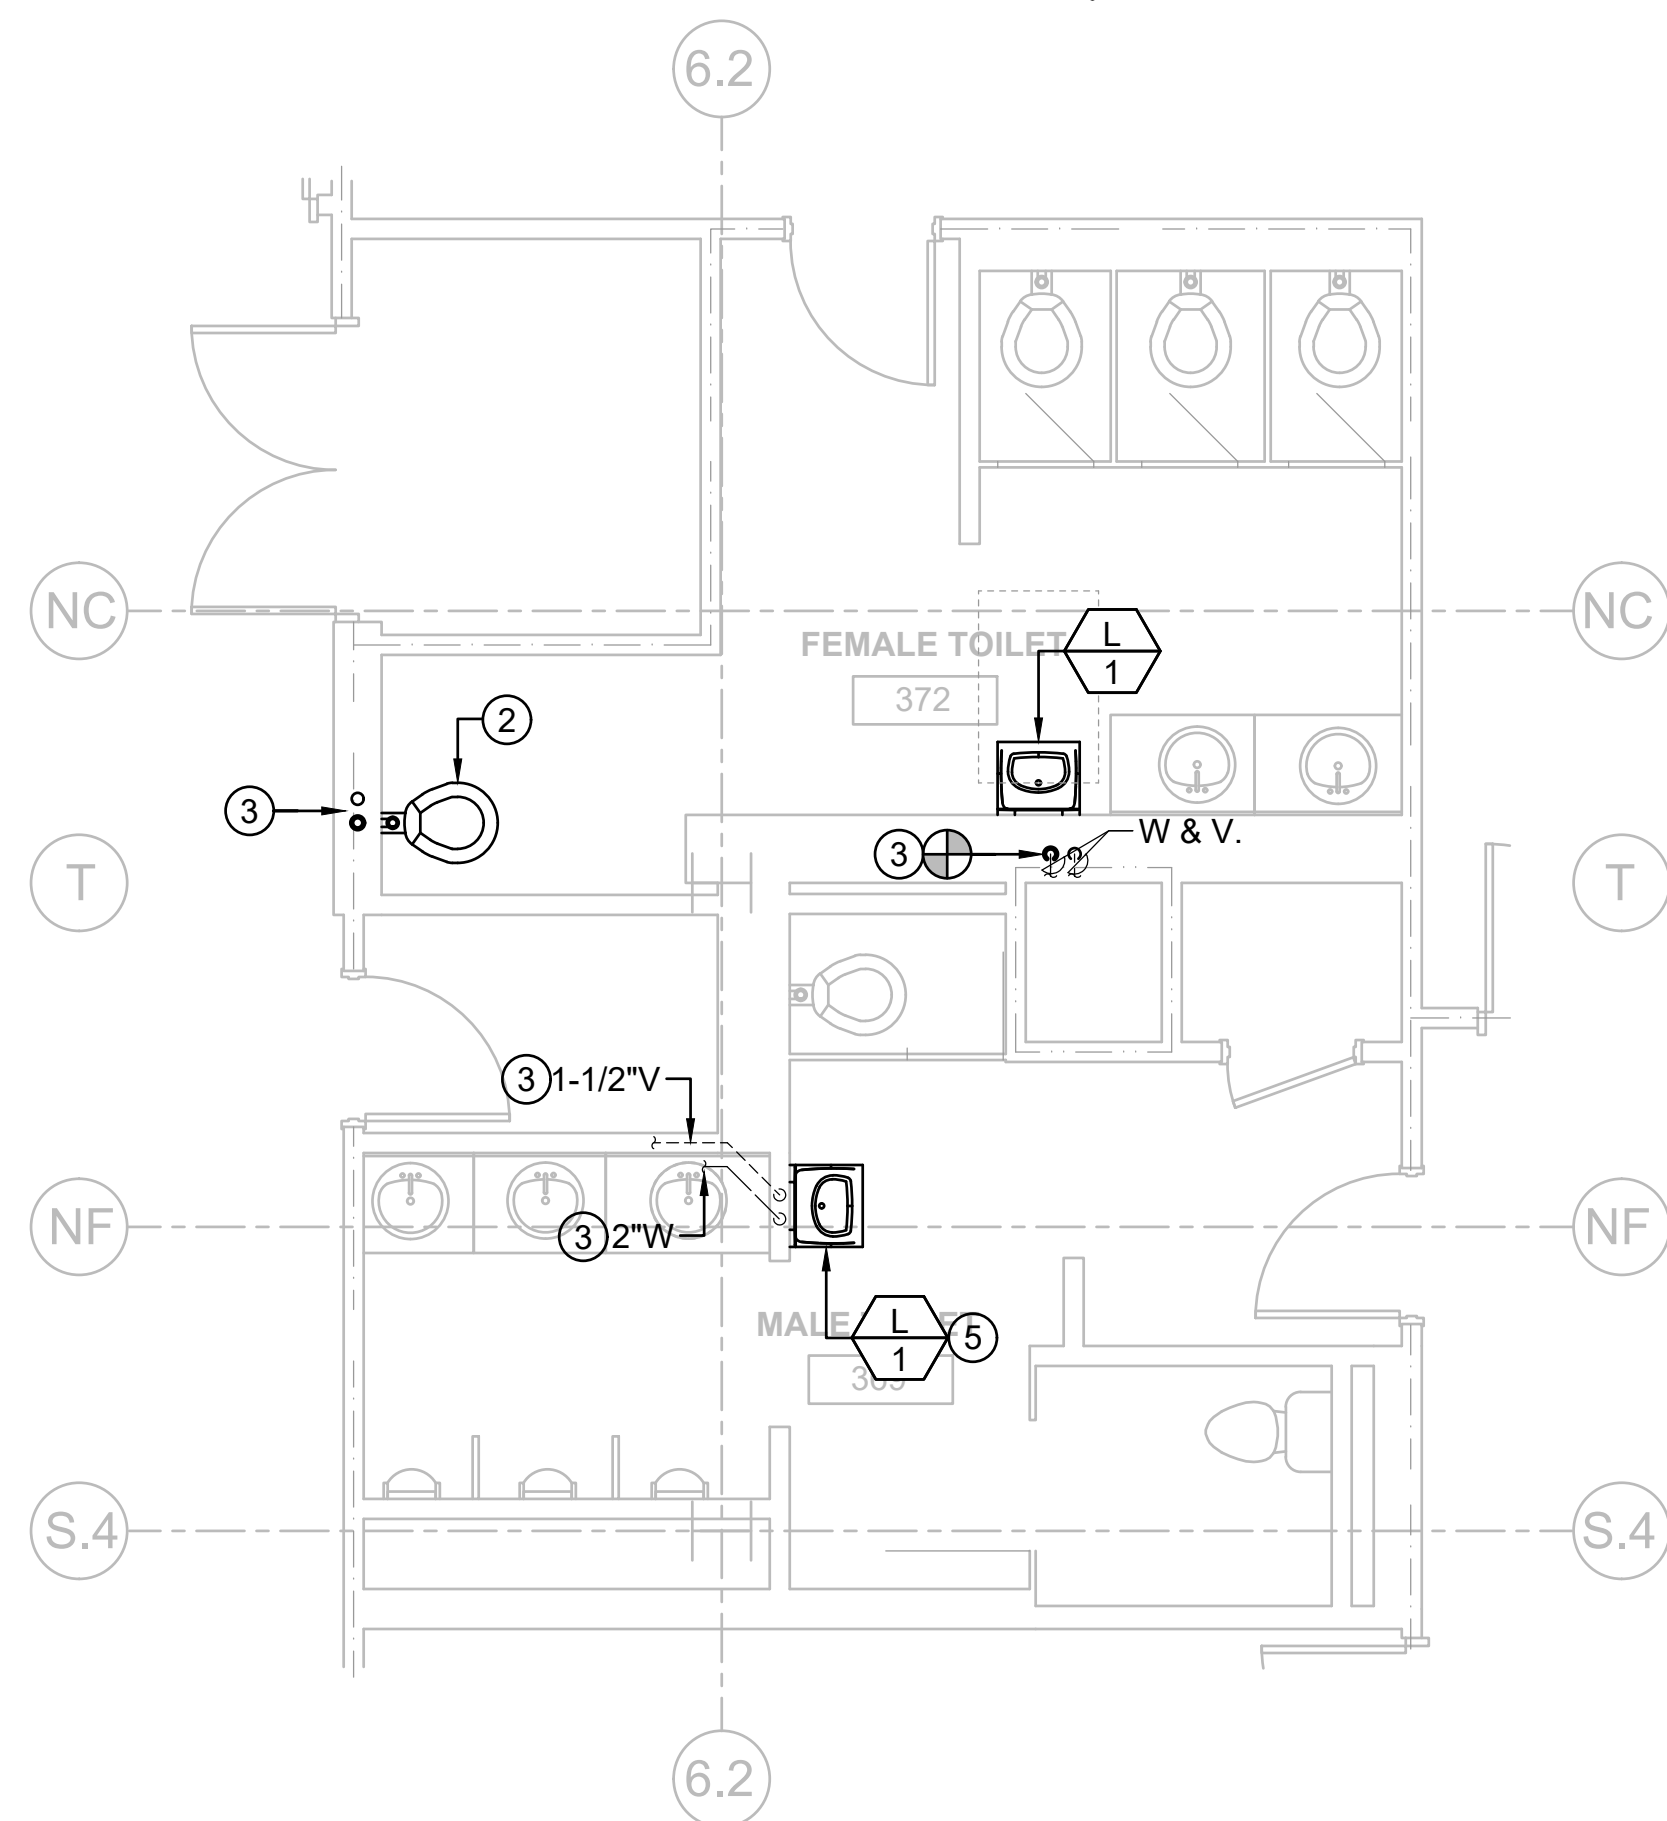 6.2
NC
NC
FEMALE TOILET
L
1
372
2
3
W & V.
3
T
T
3 1-1/2"V
NF
NF
3 2"W
MALE
L
1
5
S.4
S.4
6.2